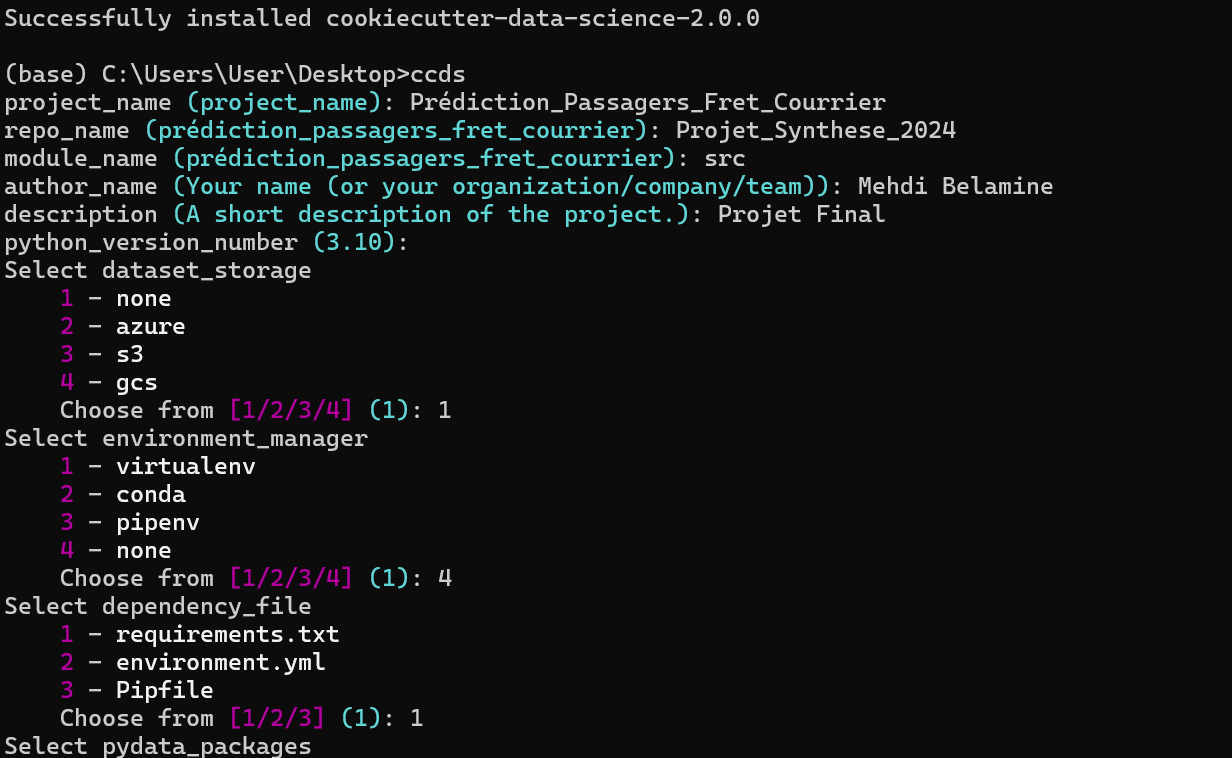 Successfully installed cookiecutter-data-science-2.0.0
(base) C:\Users\User\Desktop>ccds
project_name (project_name): Prédiction_Passagers_Fret_Courrier
repo_name (prédiction_passagers_fret_courrier): Projet_Synthese_2024
module_name (prédiction_passagers_fret_courrier): src
author_name (Your name (or your organization/company/team)): Mehdi Belamine
description (A short description of the project.): Projet Final
python_version_number (3.10):
Select dataset_storage
1 - none
2 - azure
3 - s3
4 - gcs
Choose from [1/2/3/4] (1): 1
Select environment_manager
1 - virtualenv
2 - conda
3 - pipenv
4 - none
Choose from [1/2/3/4] (1): 4
Select dependency_file
1 - requirements.txt
2 - environment.yml
3 - Pipfile
Choose from [1/2/3] (1): 1
Select pydata_packages